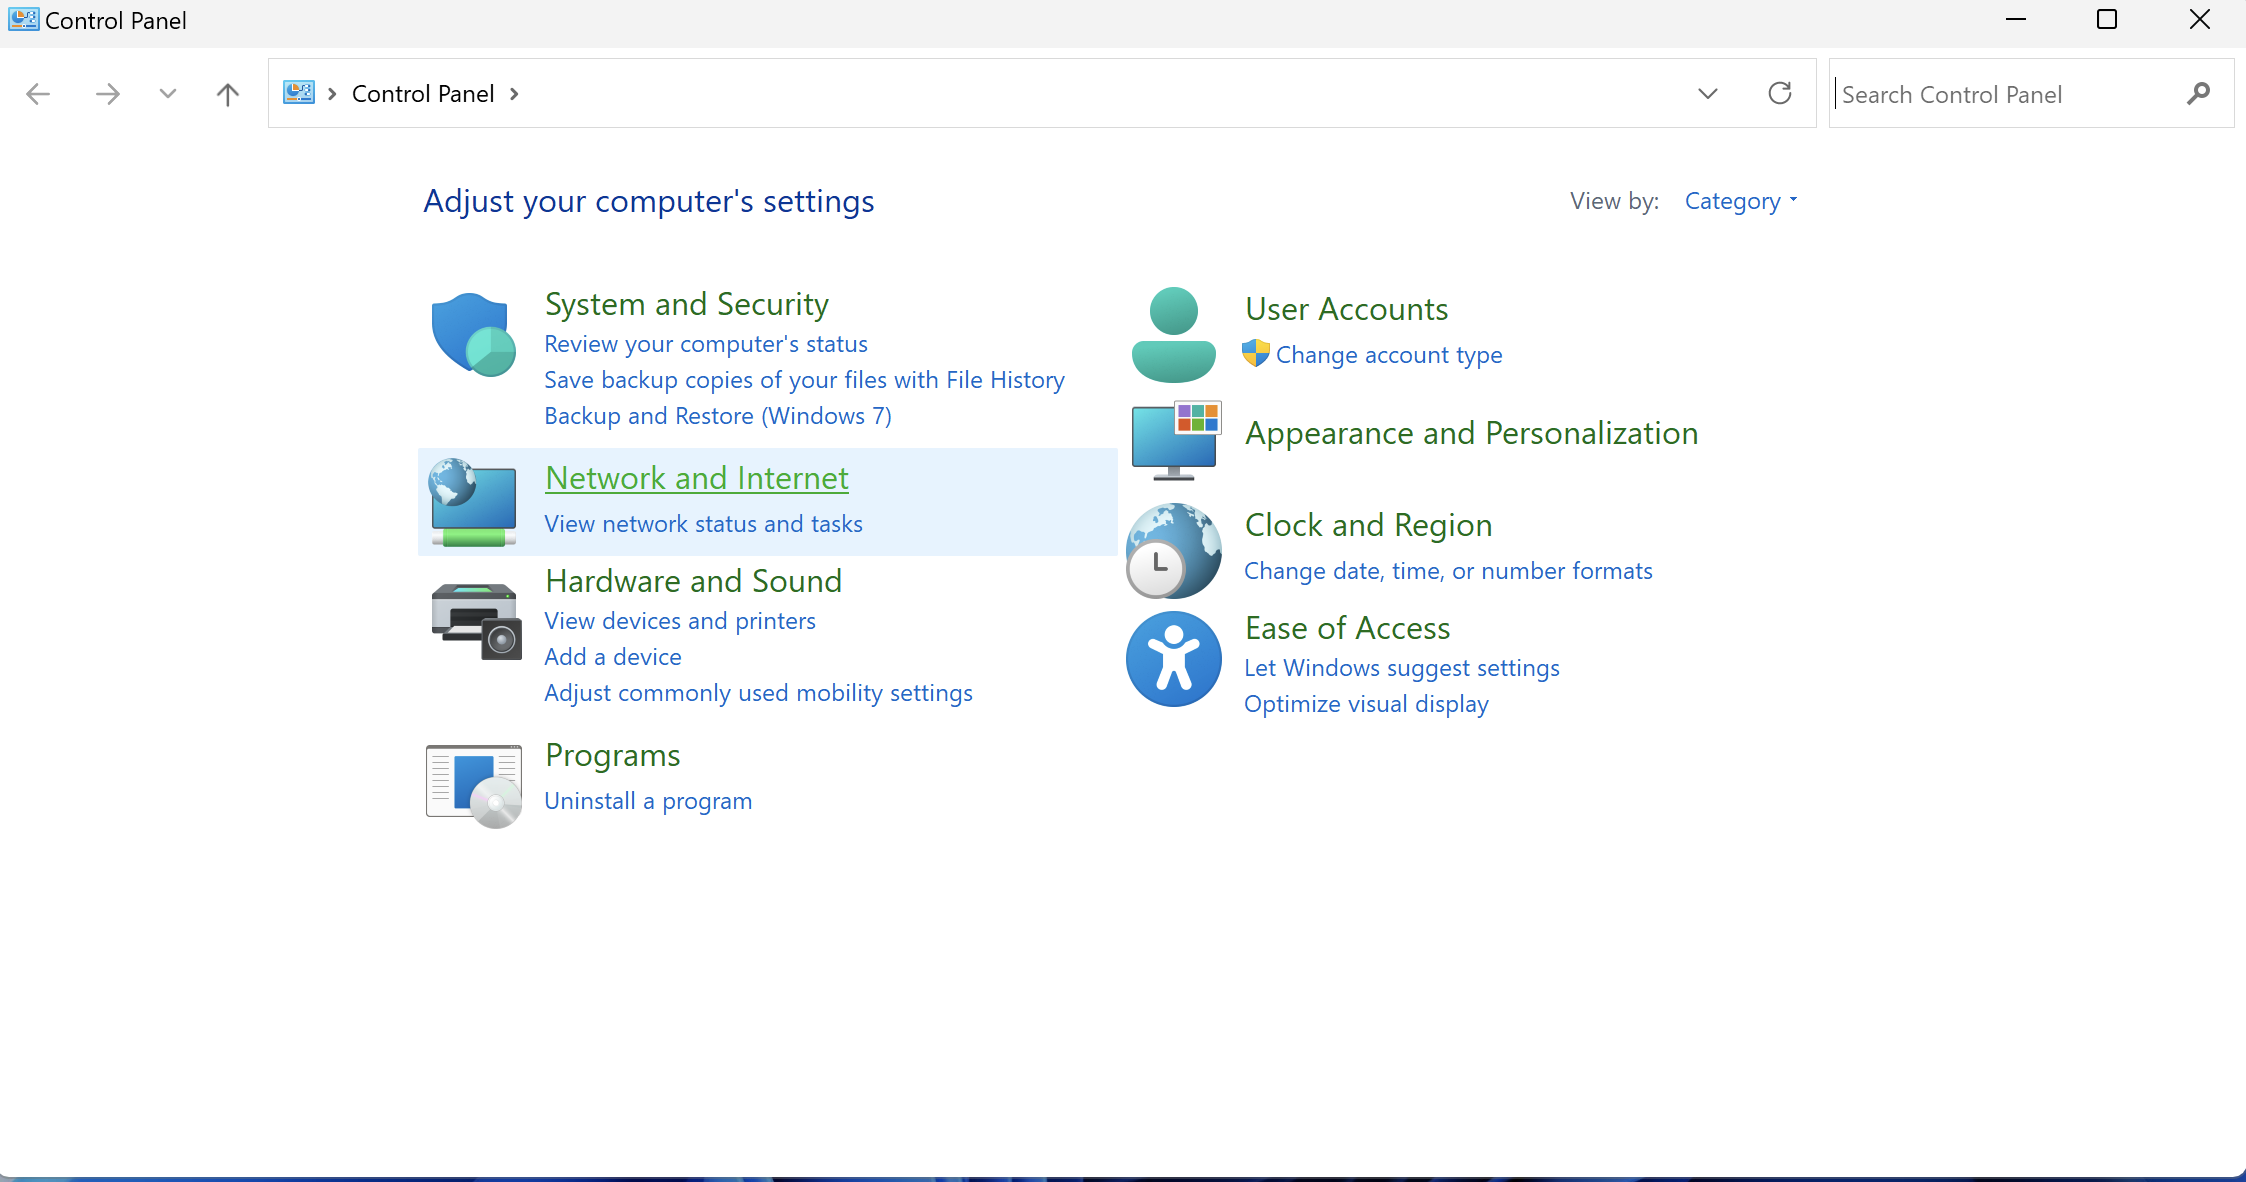 Control Panel
Control Panel
Search Control Panel
Adjust your computer's settings
View by: Category
System and Security
Review your computer's status
Save backup copies of your files with File History
Backup and Restore (Windows 7)
Network and Internet
View network status and tasks
Hardware and Sound
View devices and printers
Add a device
Adjust commonly used mobility settings
Programs
Uninstall a program
User Accounts
Change account type
Appearance and Personalization
Clock and Region
Change date, time, or number formats
Ease of Access
Let Windows suggest settings
Optimize visual display